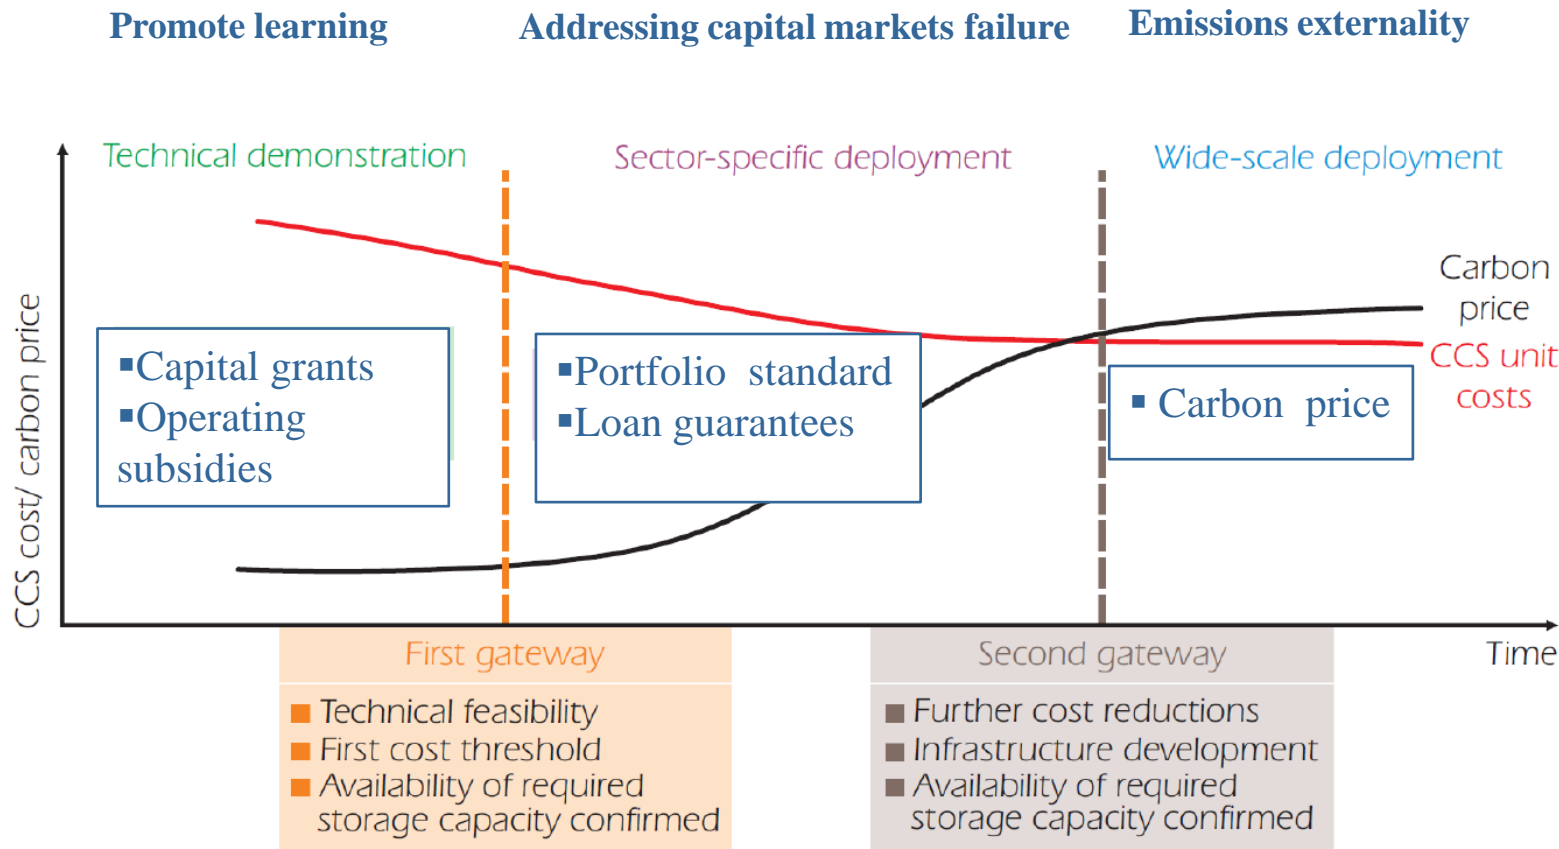 Promote learning
Addressing capital markets failure
Emissions externality
Technical demonstration
Sector-specific deployment
Wide-scale deployment
CCS cost/ carbon price
Carbon
price
CCS unit
costs
▪Capital grants
▪Operating
subsidies
▪Portfolio standard
▪Loan guarantees
▪ Carbon price
Time
First gateway
■ Technical feasibility
■ First cost threshold
■ Availability of required
storage capacity confirmed
Second gateway
■ Further cost reductions
■ Infrastructure development
■ Availability of required
storage capacity confirmed